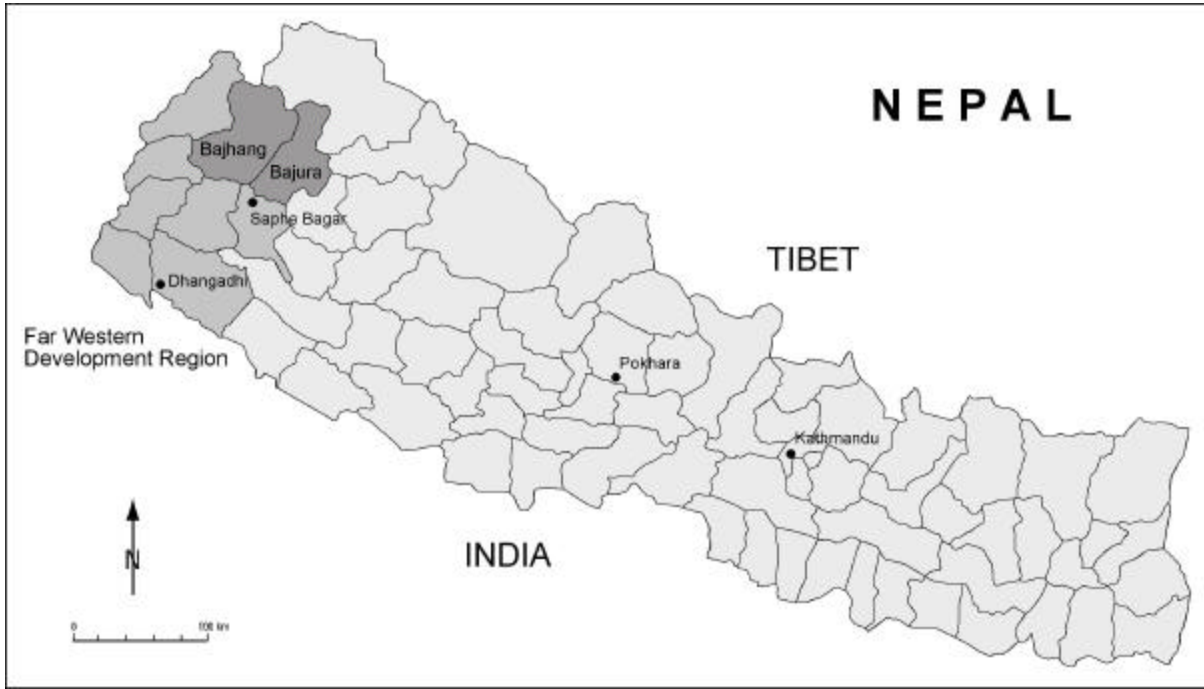 NEPAL
Bajhang
Bajura
Saphe Bagar
TIBET
Dhangadhi
Far Western
Development Region
Pokhara
Kathmandu
INDIA
N
0 100 km